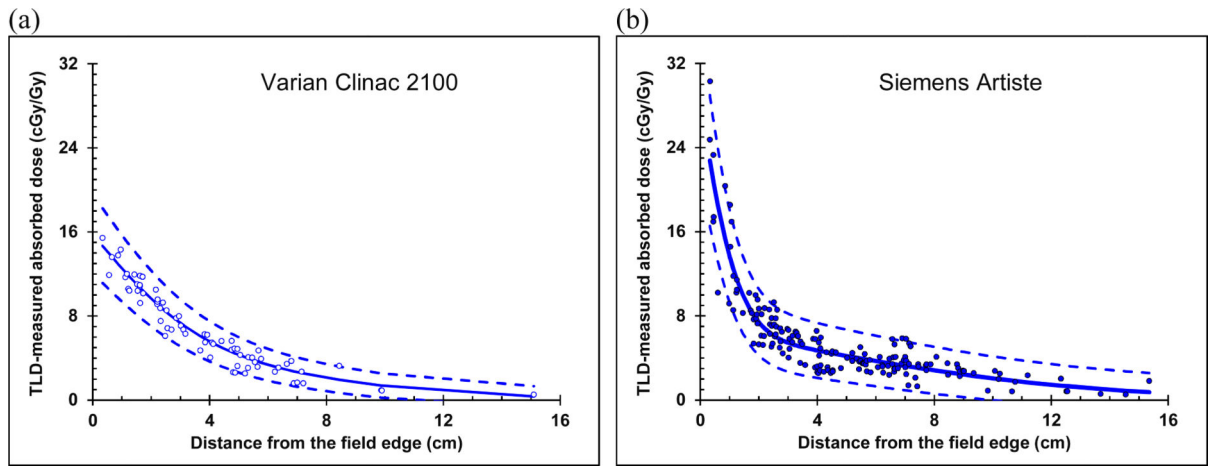 (a)
Varian Clinac 2100
TLD-measured absorbed dose (cGy/Gy)
32
24
16
8
0
0 4 8 12 16
Distance from the field edge (cm)
(b)
Siemens Artiste
TLD-measured absorbed dose (cGy/Gy)
32
24
16
8
0
0 4 8 12 16
Distance from the field edge (cm)